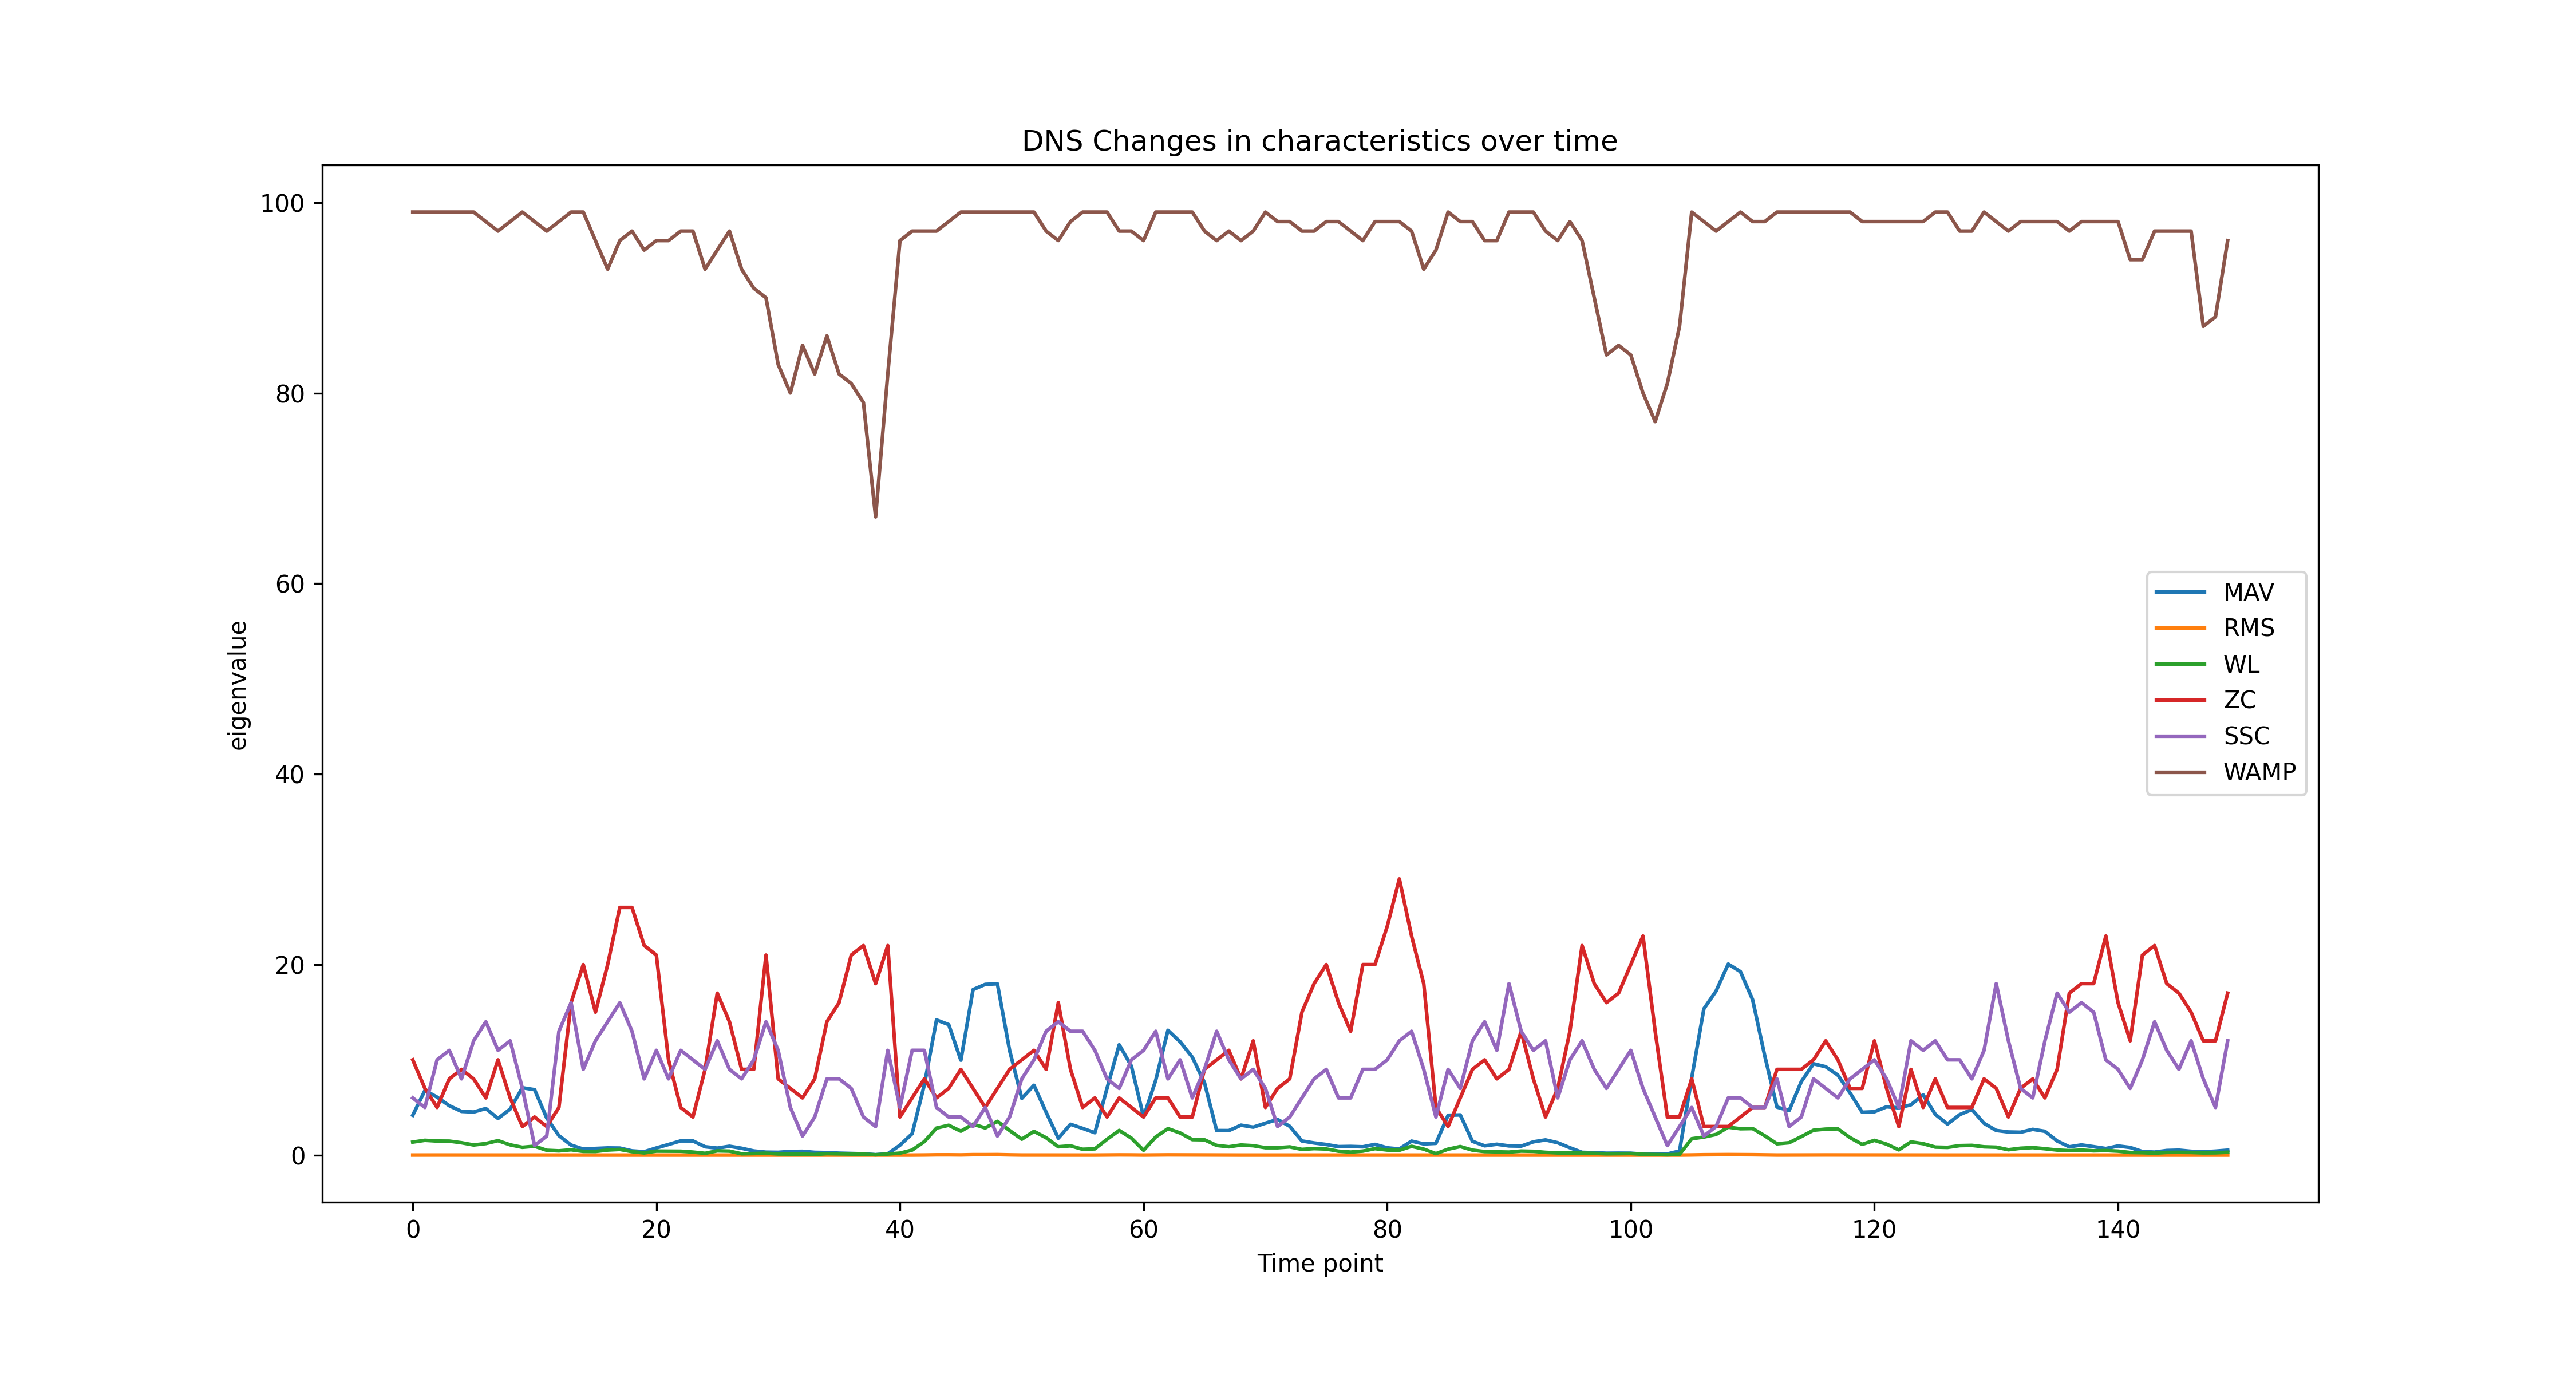 DNS Changes in characteristics over time
100
80
60
40
20
0
eigenvalue
MAV
RMS
WL
ZC
SSC
WAMP
0 20 40 60 80 100 120 140
Time point